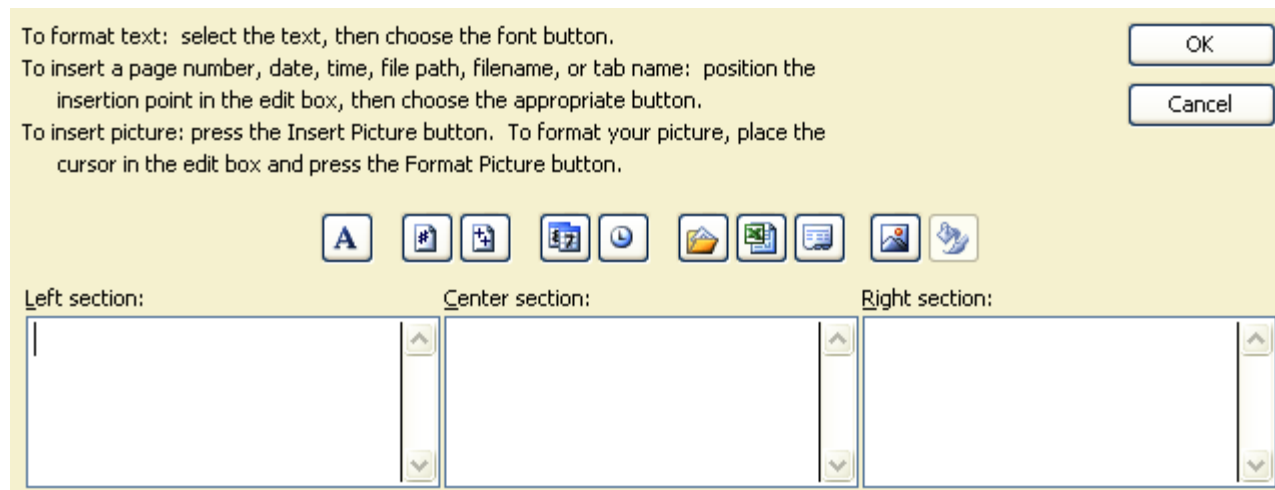 To format text:  select the text, then choose the font button.
To insert a page number, date, time, file path, filename, or tab name:  position the
insertion point in the edit box, then choose the appropriate button.
To insert picture: press the Insert Picture button.  To format your picture, place the
cursor in the edit box and press the Format Picture button.
OK
Cancel
A
Left section:
Center section:
Right section: